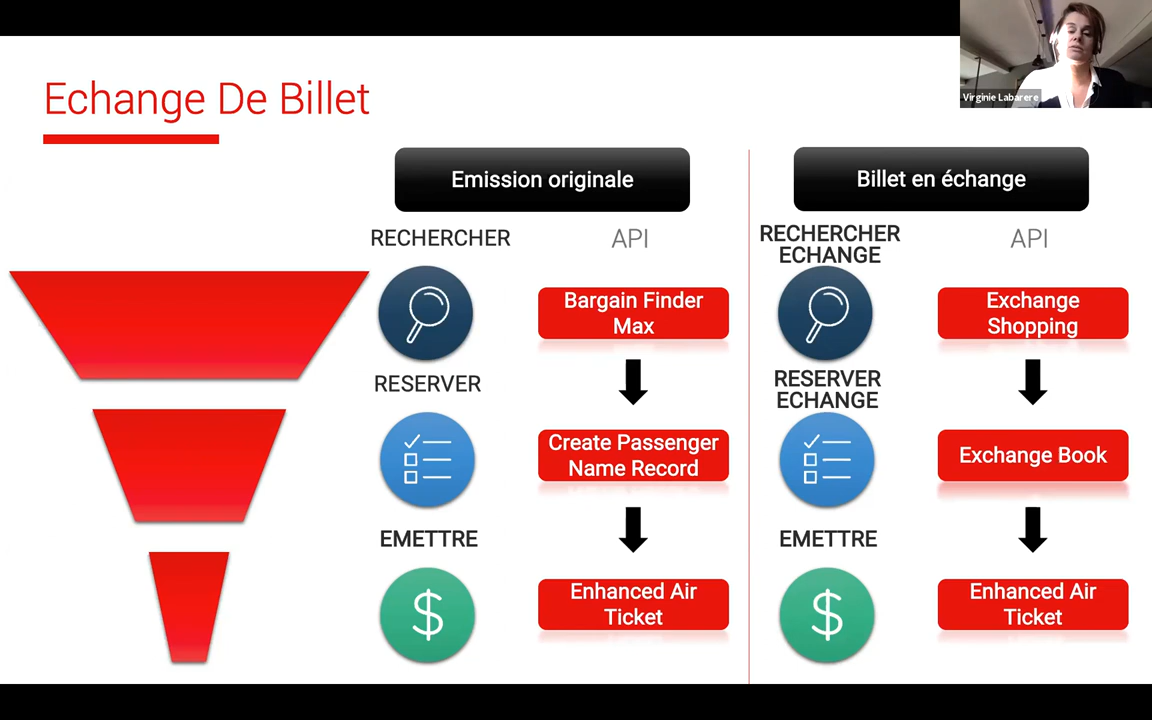 Echange De Billet
Virginie Labarere
Emission originale
RECHERCHER
API
Bargain Finder
Max
RESERVER
Create Passenger
Name Record
EMETTRE
Enhanced Air
Ticket
$
Billet en échange
RECHERCHER
ECHANGE
API
Exchange
Shopping
RESERVER
ECHANGE
Exchange Book
EMETTRE
Enhanced Air
Ticket
$